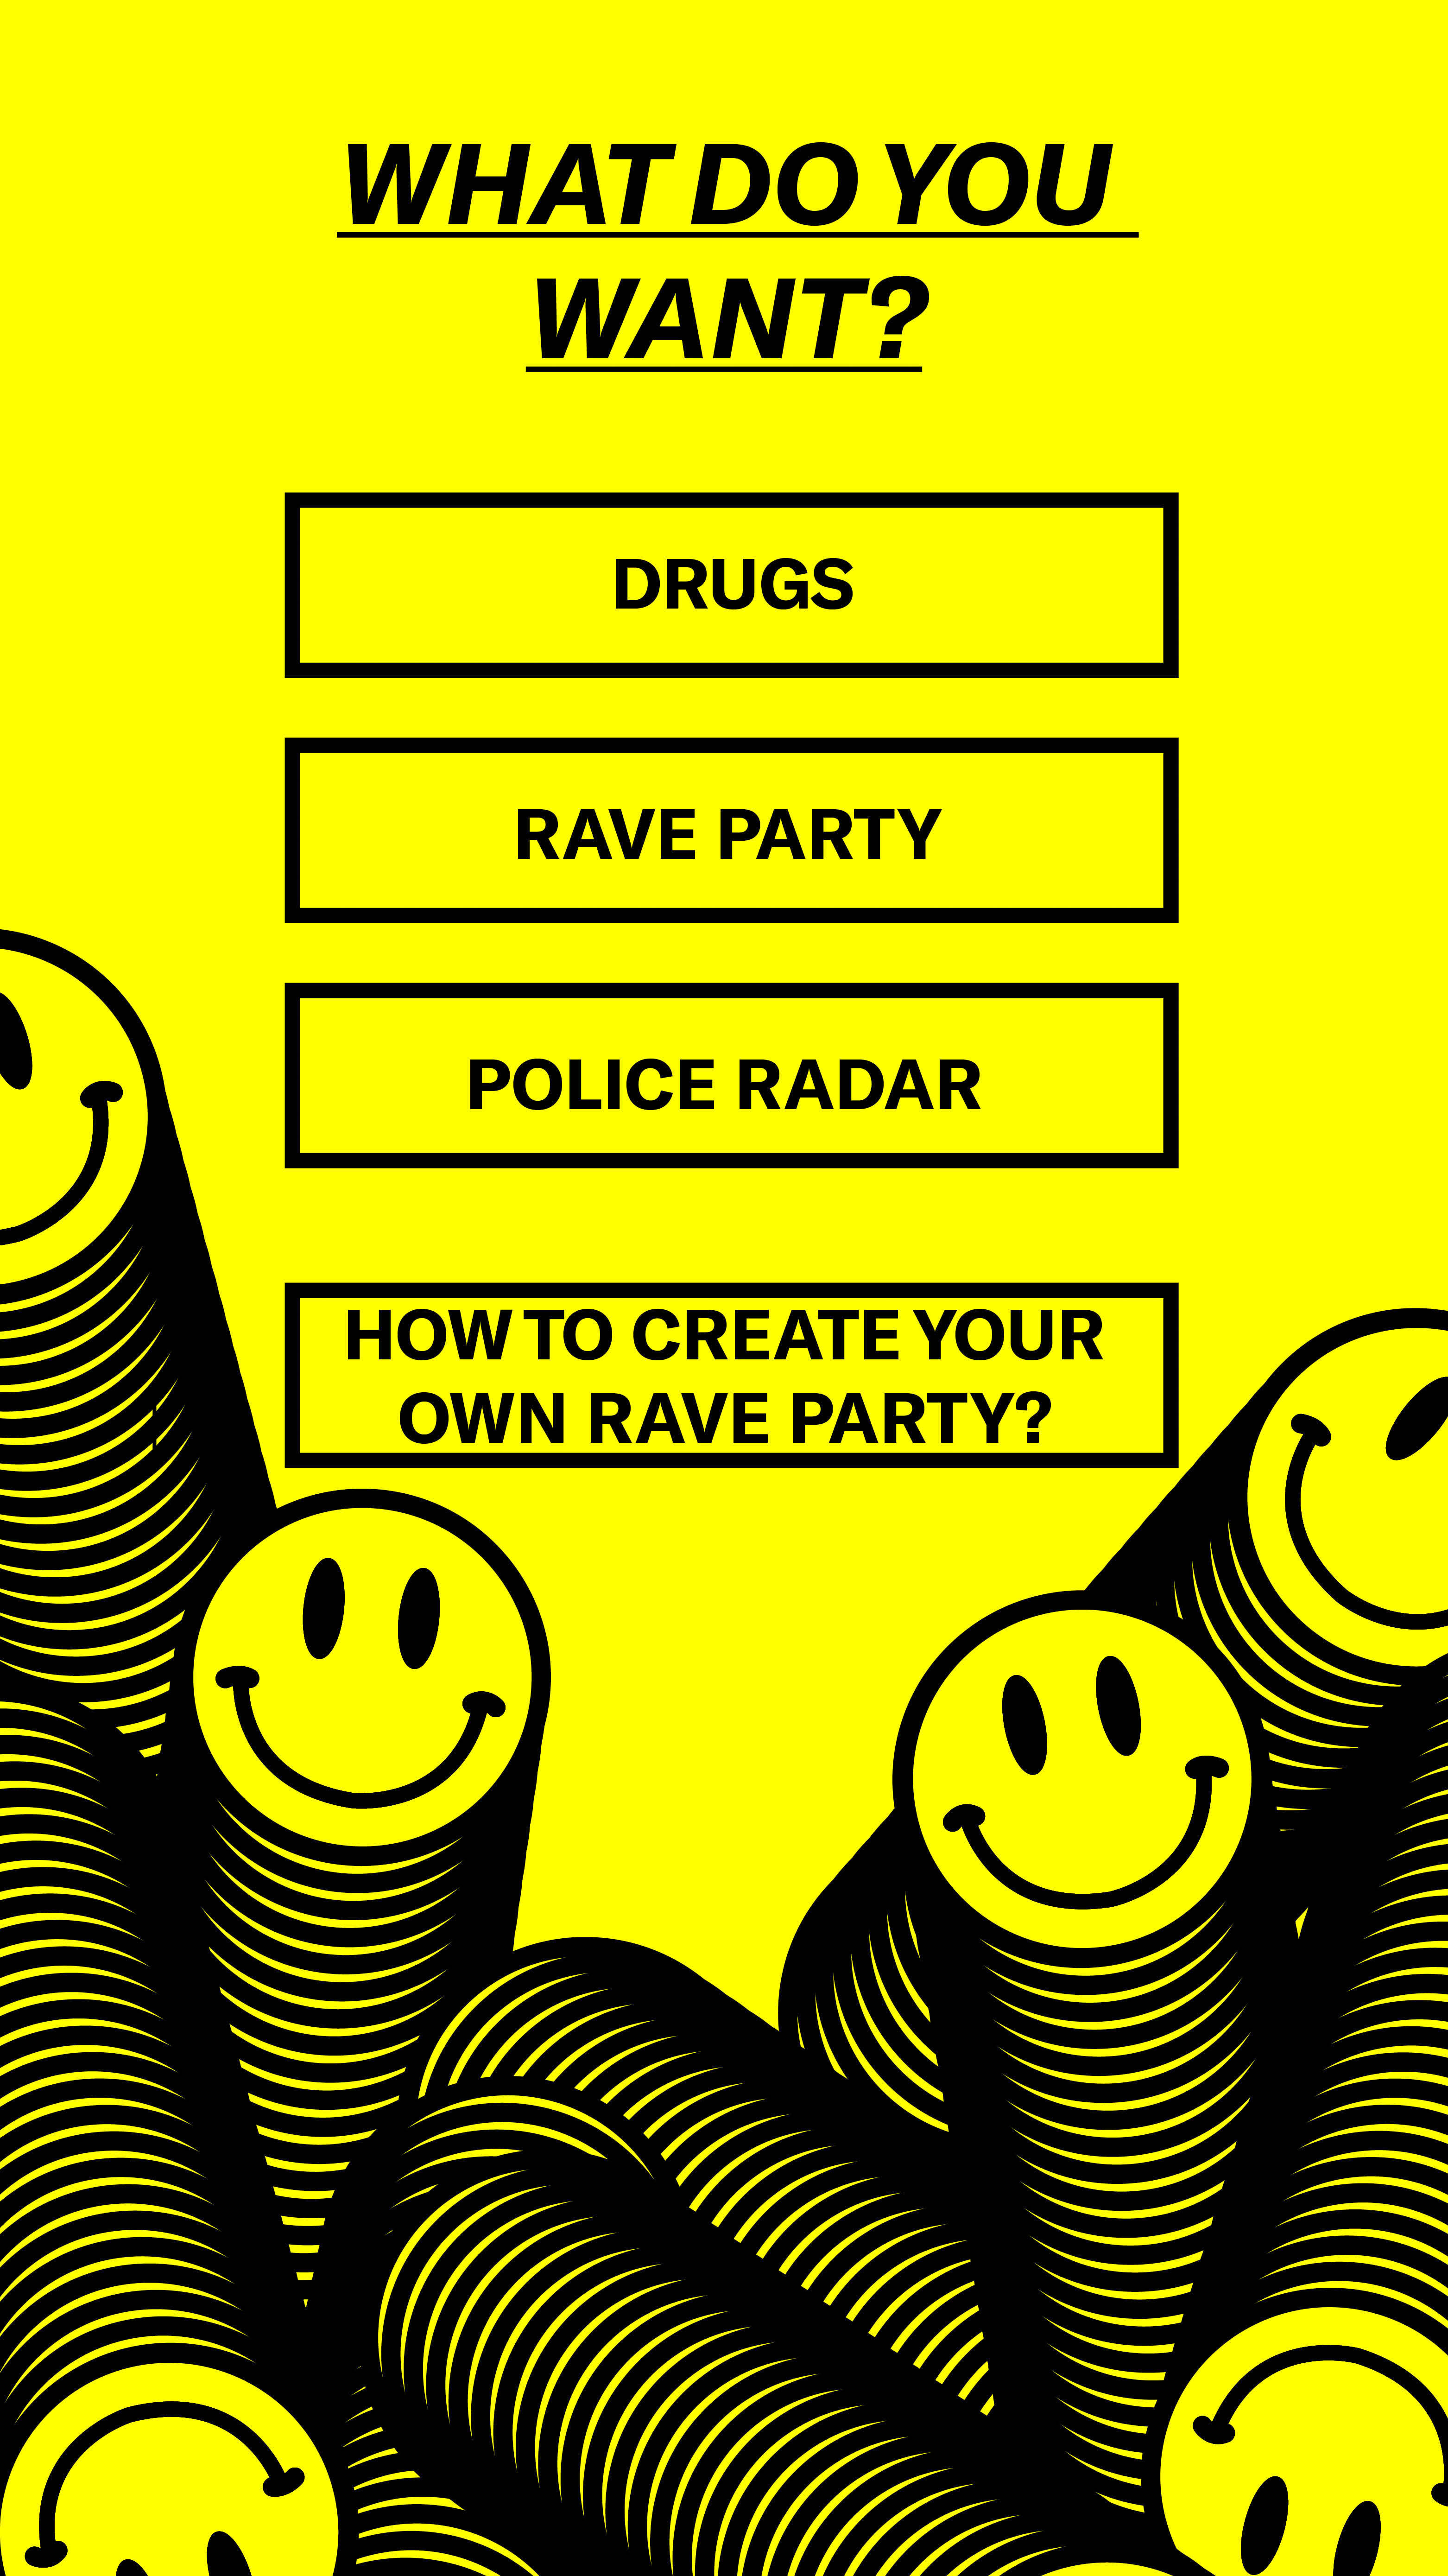 WHAT DO YOU
WANT?
DRUGS
RAVE PARTY
POLICE RADAR
HOW TO CREATE YOUR
OWN RAVE PARTY?